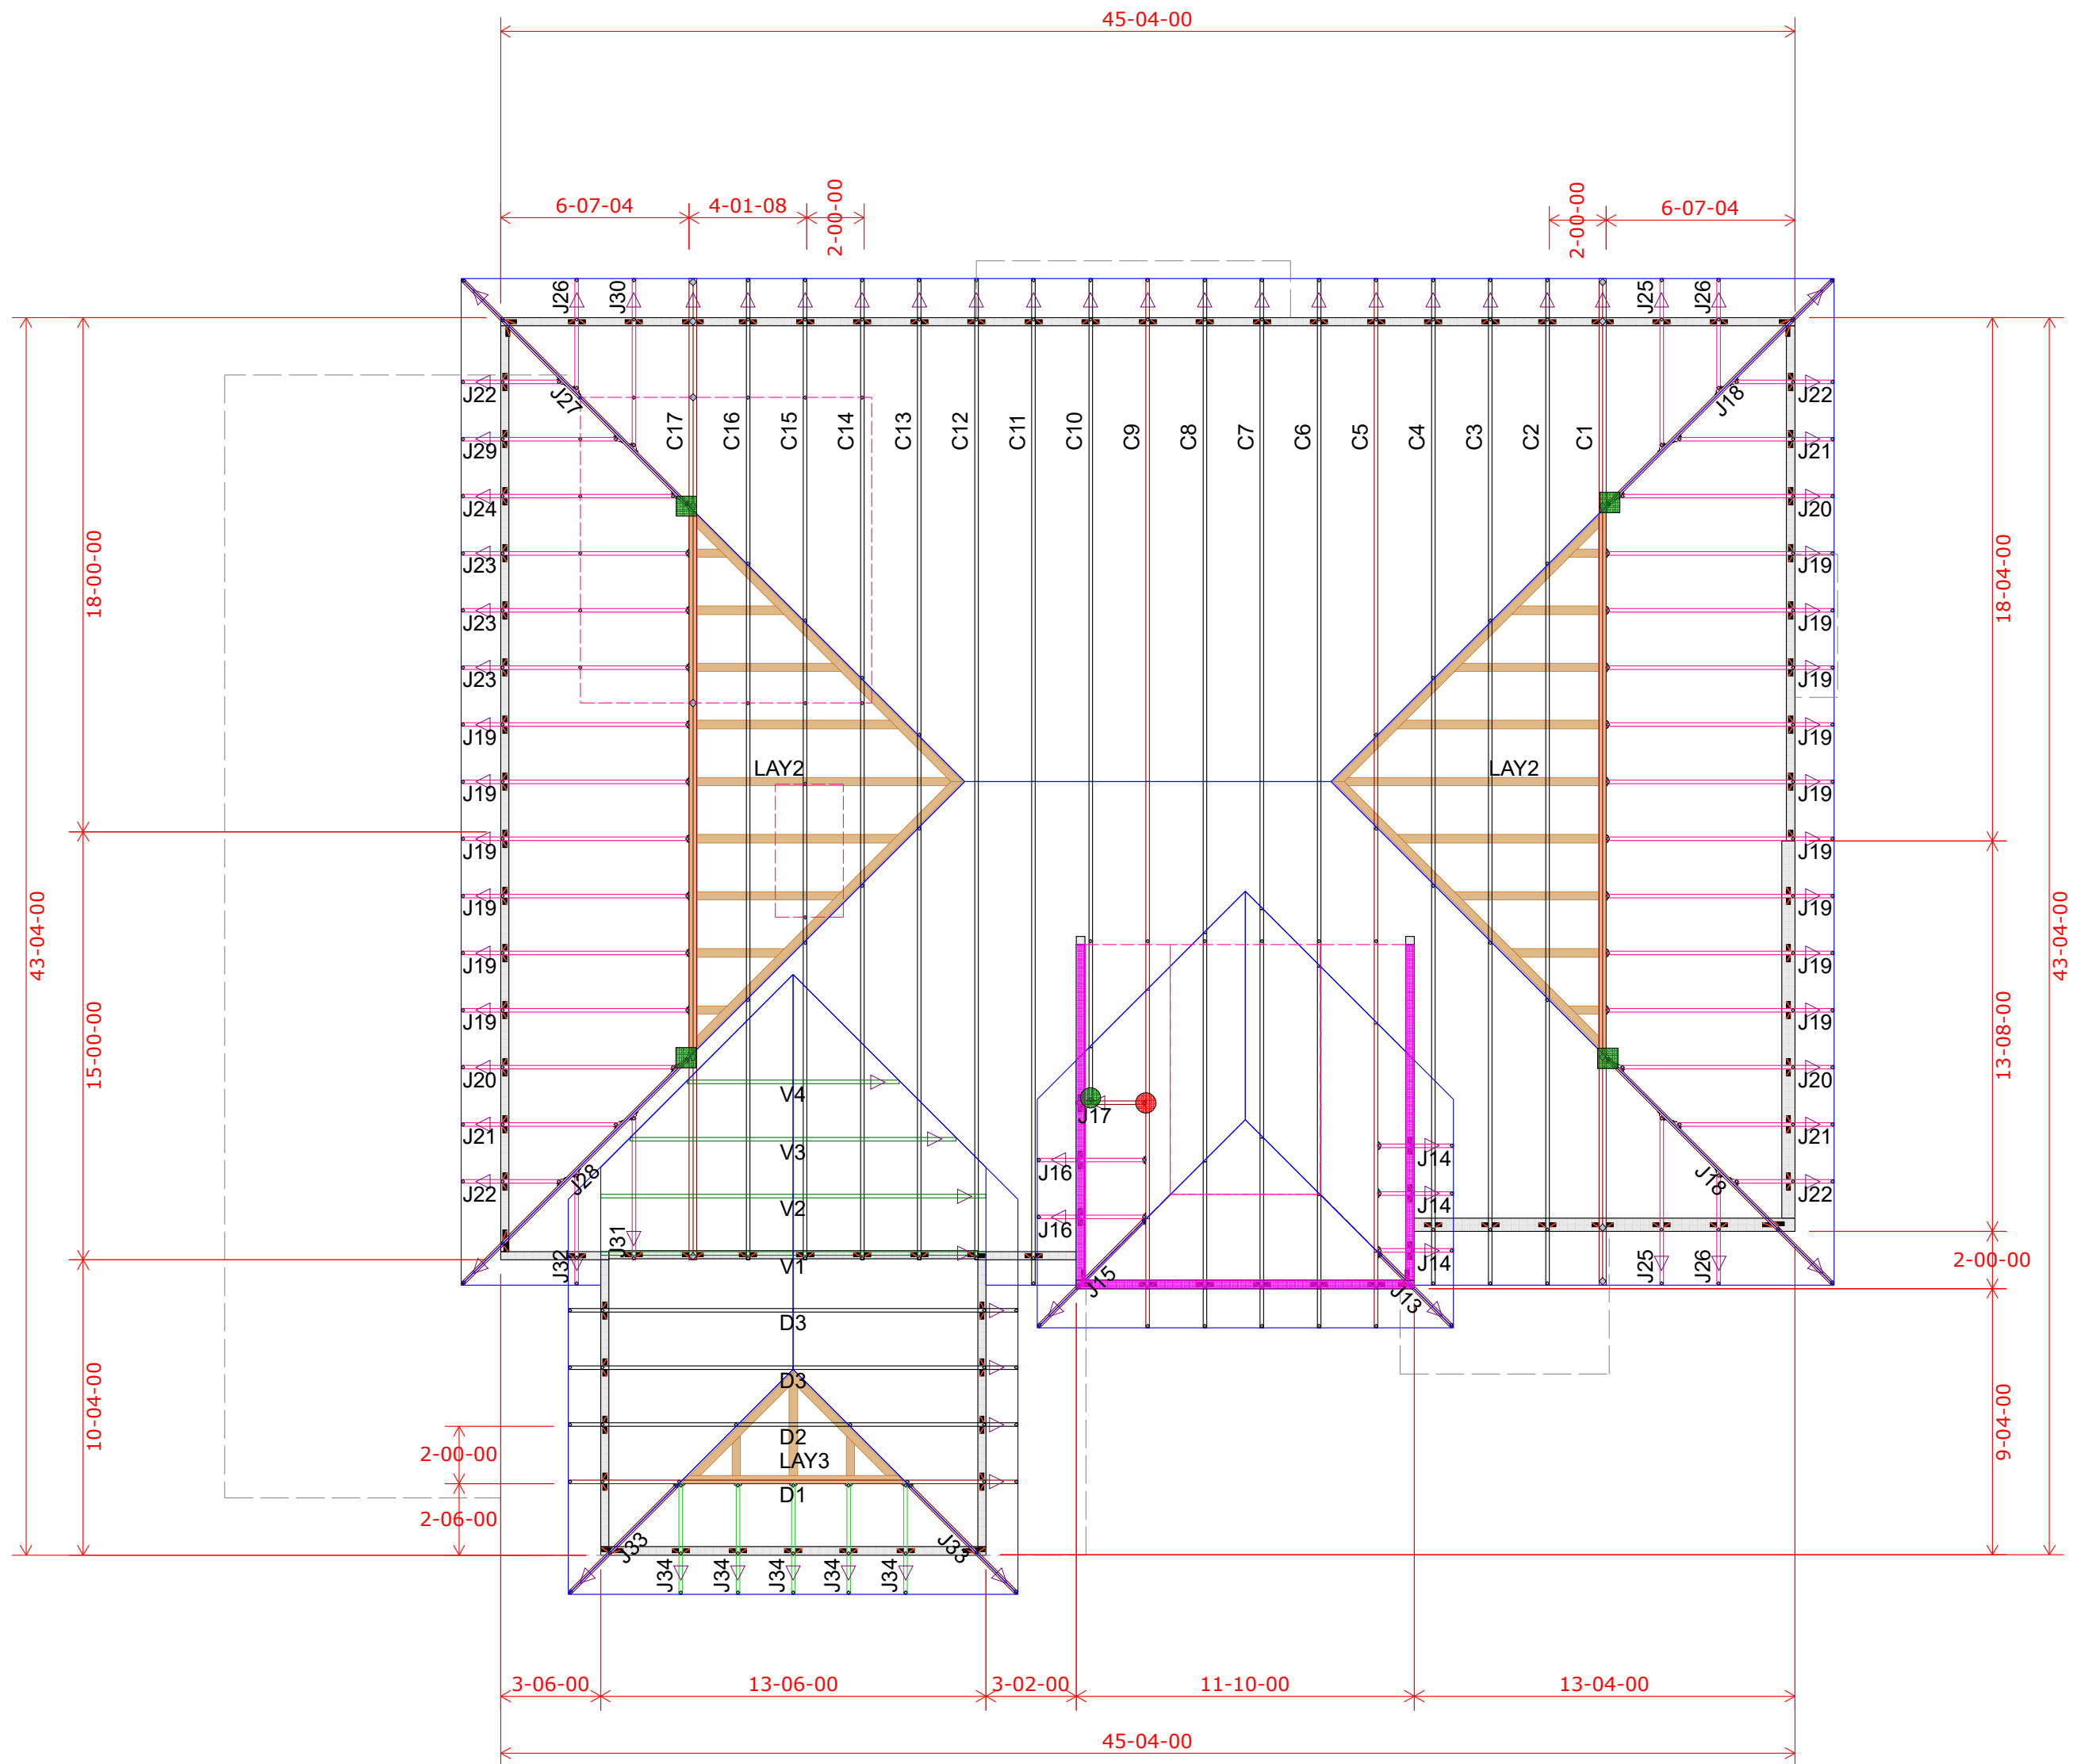 45-04-00
6-07-04
4-01-08
2-00-00
2-00-00
6-07-04
J26
J30
J25
J26
J22
J27
J18
J22
J29
C17
C16
C15
C14
C13
C12
C11
C10
C9
C8
C7
C6
C5
C4
C3
C2
C1
J21
J24
J20
J23
J19
18-00-00
18-04-00
J23
J19
J23
J19
J19
J19
LAY2
LAY2
J19
J19
J19
J19
43-04-00
43-04-00
J19
J19
J19
J19
J19
J19
15-00-00
13-08-00
J20
V4
J17
J20
J21
V3
J16
J14
J21
J22
J28
V2
J16
J14
J18
J22
J32
J31
V1
J15
J14
J13
J25
J26
2-00-00
D3
D3
10-04-00
9-04-00
D2
2-00-00
LAY3
D1
2-06-00
J33
J33
J34
J34
J34
J34
J34
3-06-00
13-06-00
3-02-00
11-10-00
13-04-00
45-04-00